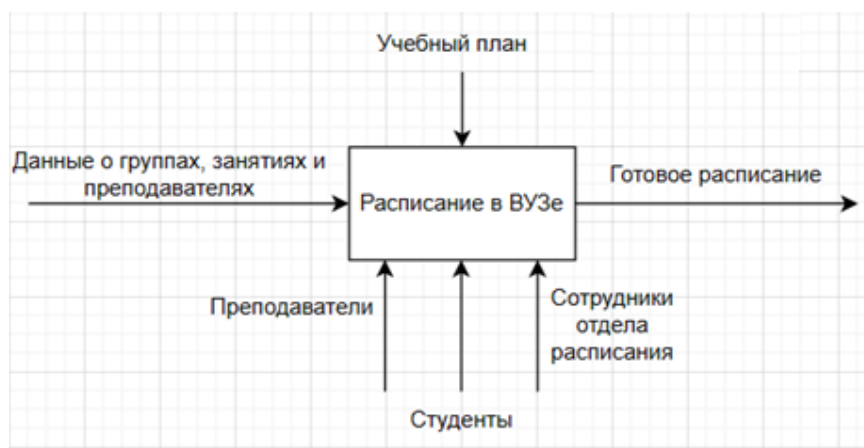 Учебный план
Данные о группах, занятиях и
преподавателях
Расписание в ВУЗе
Готовое расписание
Преподаватели
Сотрудники
отдела
расписания
Студенты